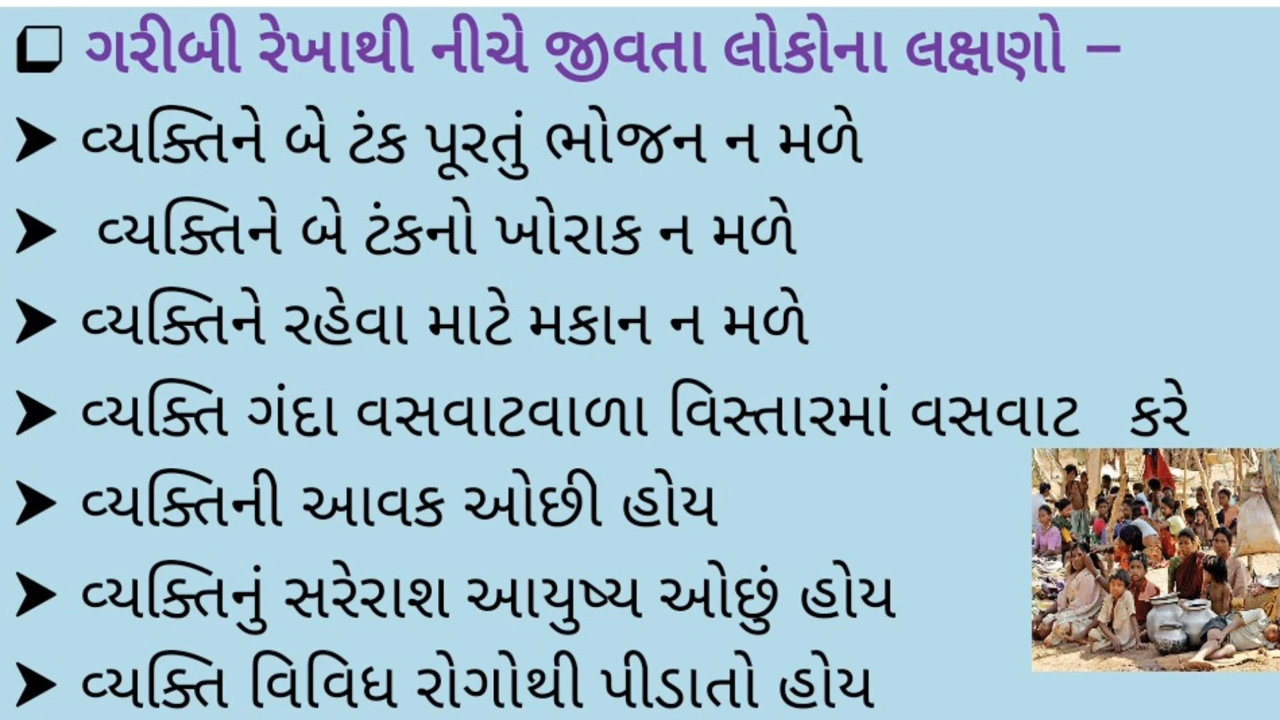 ❑ ગરીબી રેખાથી નીચે જીવતા લોકોના લક્ષણો –
➤ વ્યક્તિને બે ટંક પૂરતું ભોજન ન મળે
➤ વ્યક્તિને બે ટંકનો ખોરાક ન મળે
➤ વ્યક્તિને રહેવા માટે મકાન ન મળે
➤ વ્યક્તિ ગંદા વસવાટવાળા વિસ્તારમાં વસવાટ કરે
➤ વ્યક્તિની આવક ઓછી હોય
➤ વ્યક્તિનું સરેરાશ આયુષ્ય ઓછું હોય
➤ વ્યક્તિ વિવિધ રોગોથી પીડાતો હોય